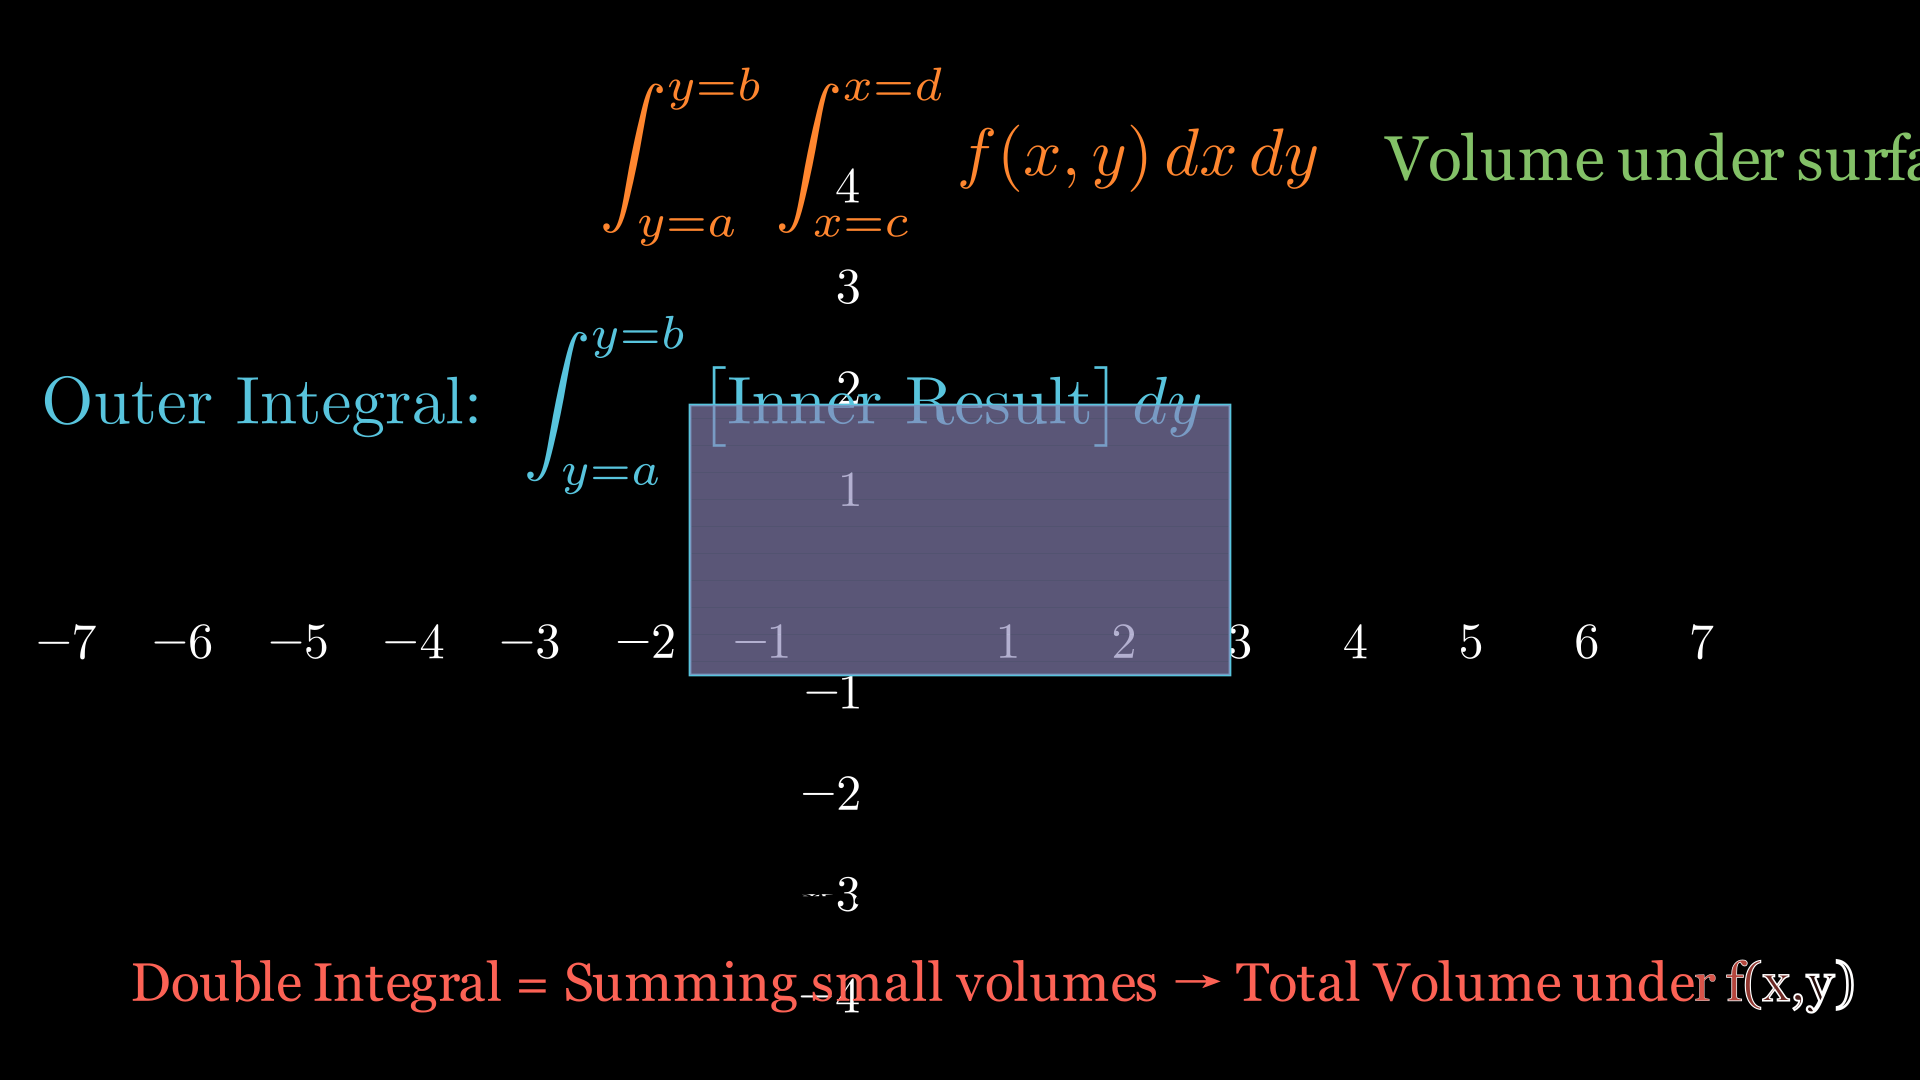 ∫_{y=a}^{y=b} ∫_{x=c}^{x=d} f(x, y) dx dy Volume under
4
3
Outer Integral: ∫_{y=a}^{y=b} [Inner Result] dy
2
1
−7 −6 −5 −4 −3 −2 −1 1 2 3 4 5 6 7
−1
−2
−3
Double Integral = Summing small volumes → Total Volume under f(x,y)
−4